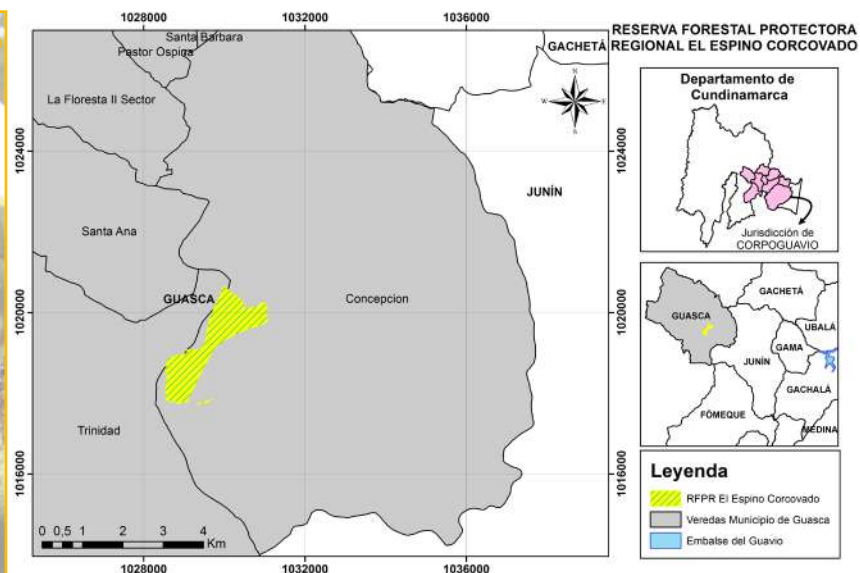 1028000 1032000 1036000
1024000
1020000
1016000
Santa Barbara
Pastor Ospina
La Floresta II Sector
GACHETÁ
N
W E
S
JUNÍN
Santa Ana
GUASCA
Concepcion
Trinidad
0 0,5 1 2 3 4
Km
1024000
1020000
1016000
1028000 1032000 1036000
RESERVA FORESTAL PROTECTORA
REGIONAL EL ESPINO CORCOVADO
Departamento de
Cundinamarca
Jurisdicción de
CORPOGUAVIO
GACHETÁ
GUASCA
UBALÁ
GAMA
JUNÍN
GACHALÁ
FÓMEQUE
MEDINA
Leyenda
RFPR El Espino Corcovado
Veredas Municipio de Guasca
Embalse del Guavio